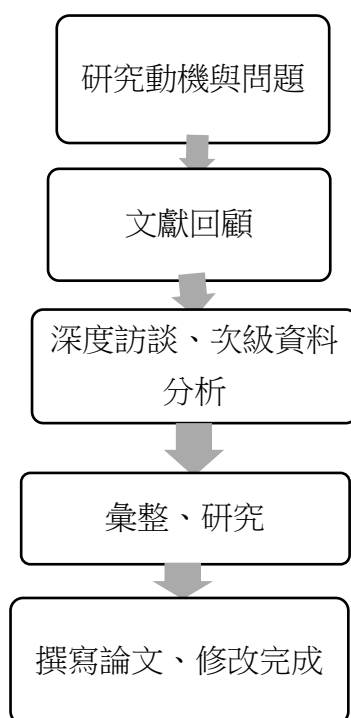 研究動機與問題
文獻回顧
深度訪談、次級資料
分析
彙整、研究
撰寫論文、修改完成